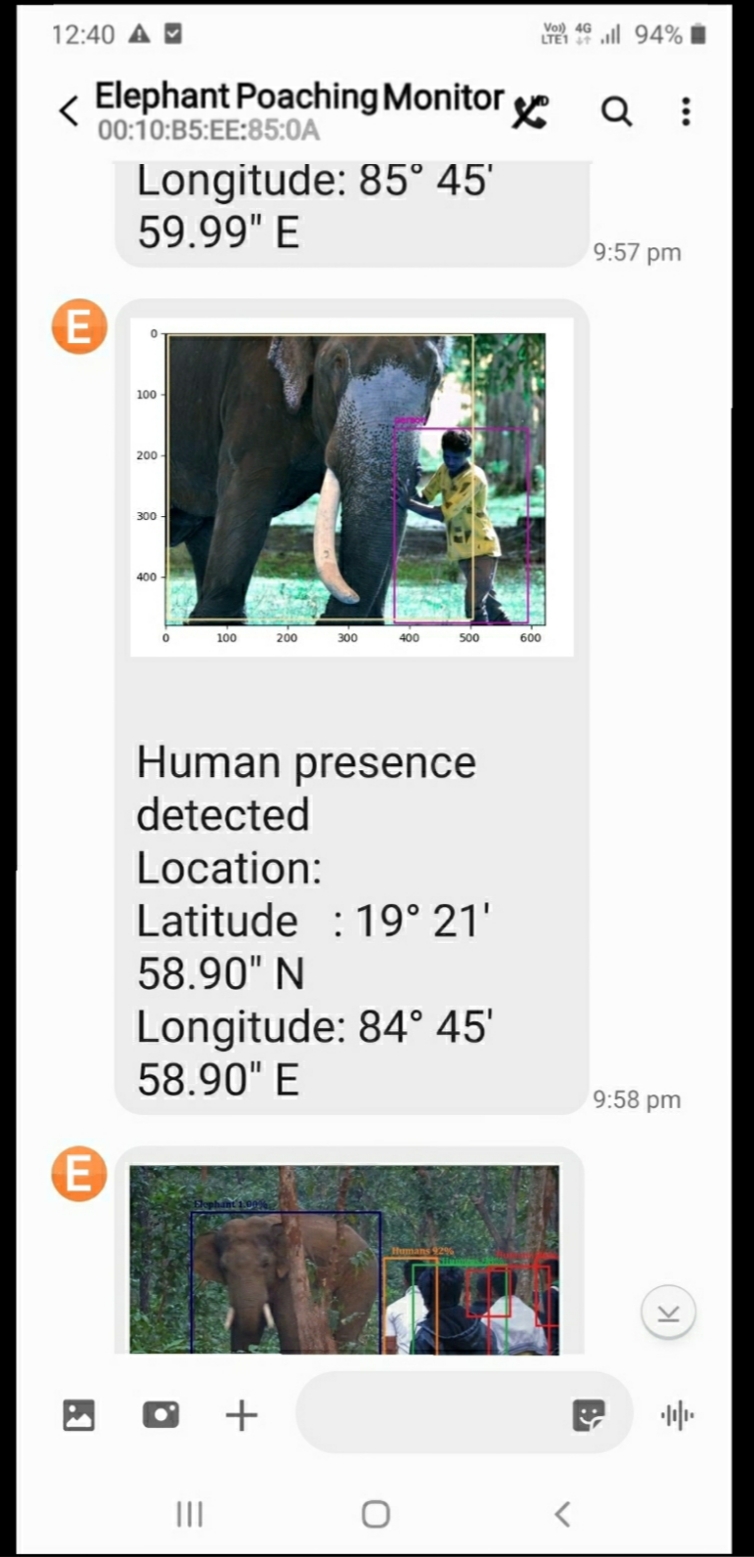 12:40
Vo)) 4G
LTE1
94%
Elephant Poaching Monitor
00:10:B5:EE:85:0A
Longitude: 85° 45'
59.99" E
9:57 pm
E
0
100
200
300
400
person
0 100 200 300 400 500 600
Human presence
detected
Location:
Latitude : 19° 21'
58.90" N
Longitude: 84° 45'
58.90" E
9:58 pm
E
Elephant
Humans 92%